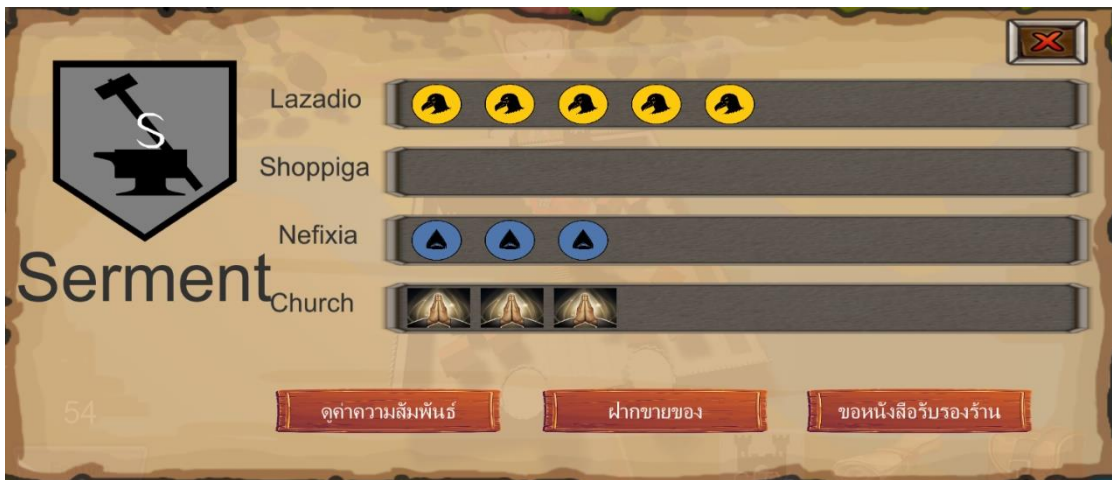 S
Serment
Lazadio
Shoppiga
Nefixia
Church
54
ดูค่าความสัมพันธ์
ฝากขายของ
ขอหนังสือรับรองร้าน